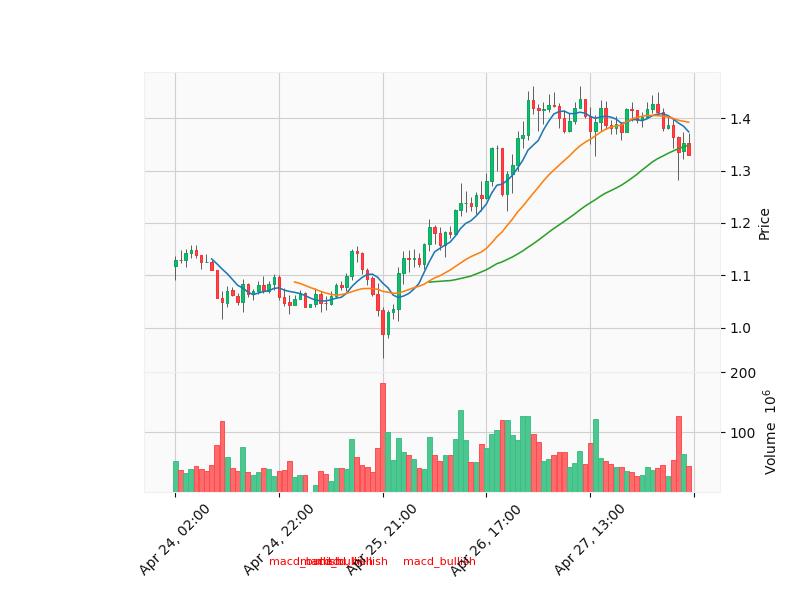 1.4
1.3
1.2
1.1
1.0
Price
200
100
Volume 10^6
Apr 24, 02:00
Apr 24, 22:00
Apr 25, 21:00
Apr 26, 17:00
Apr 27, 13:00
macd_bullish